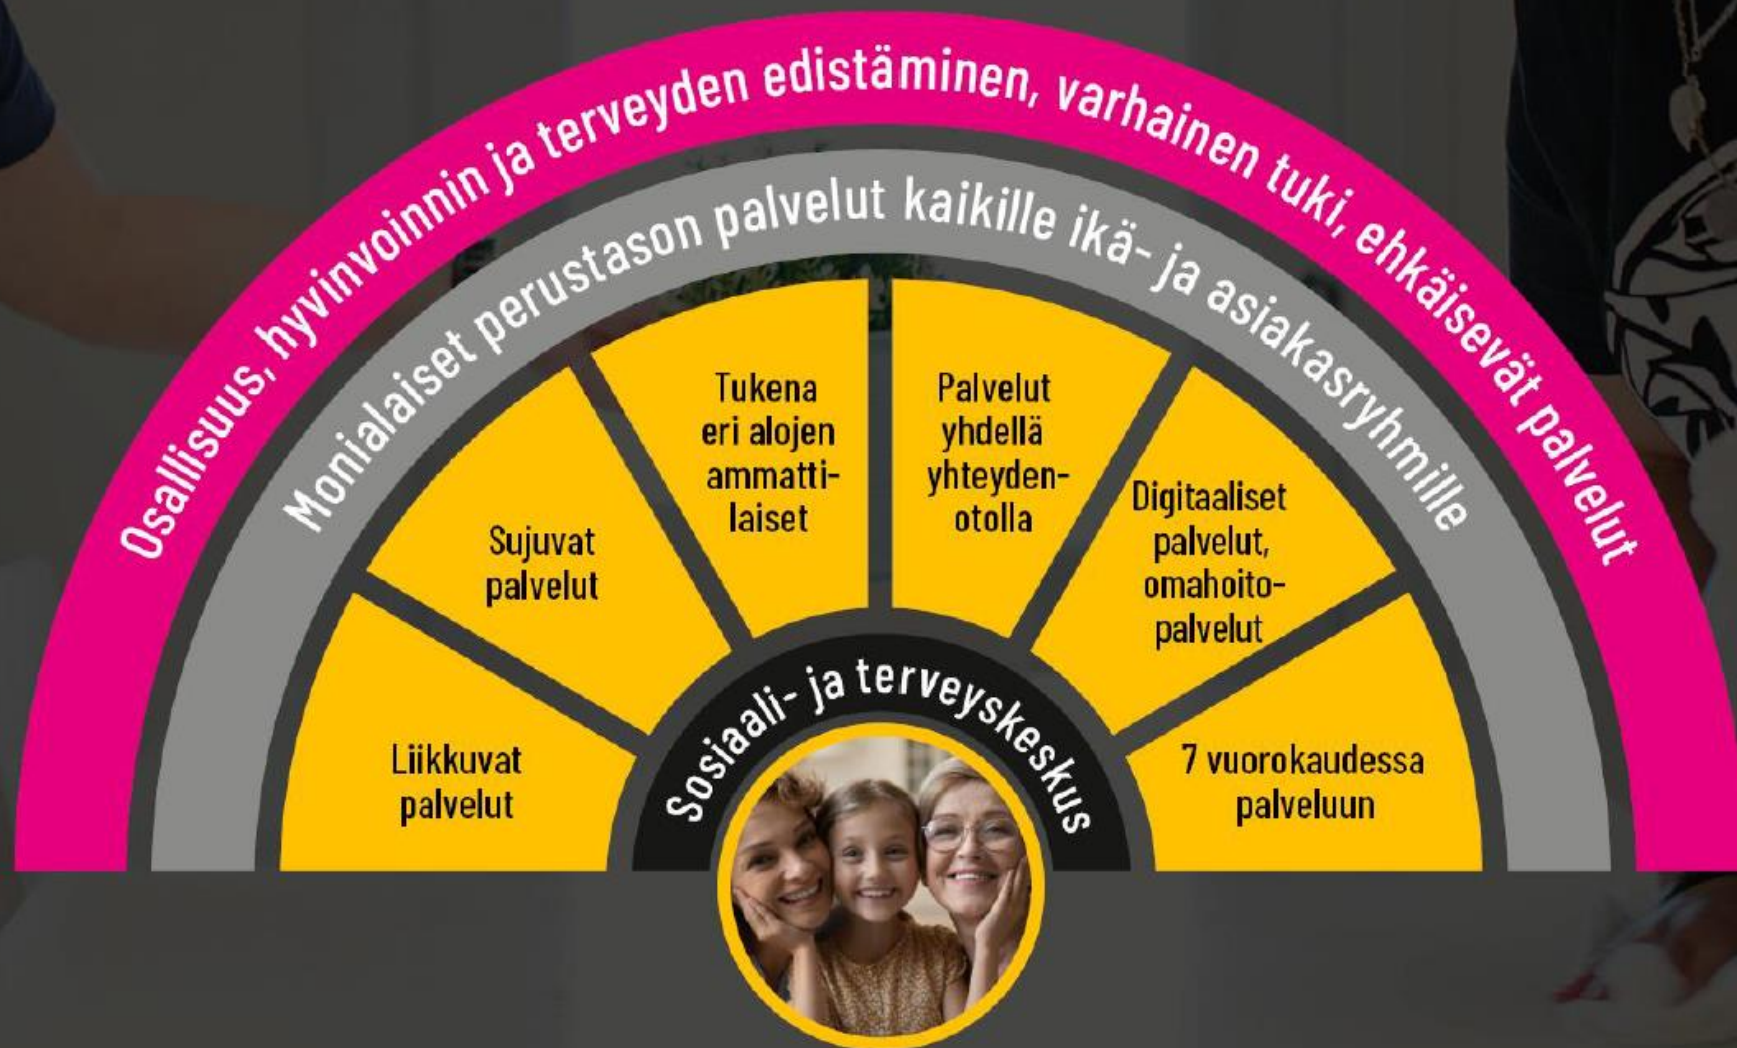 Osallisuus, hyvinvoinnin ja terveyden edistäminen, varhainen tuki, ehkäisevät palvelut
Monialaiset perustason palvelut kaikille ikä- ja asiakasryhmille
Liikkuvat
palvelut
Sujuvat
palvelut
Tukena
eri alojen
ammatti-
laiset
Palvelut
yhdellä
yhteyden-
otolla
Digitaaliset
palvelut,
omahoito-
palvelut
7 vuorokaudessa
palveluun
Sosiaali- ja terveyskeskus